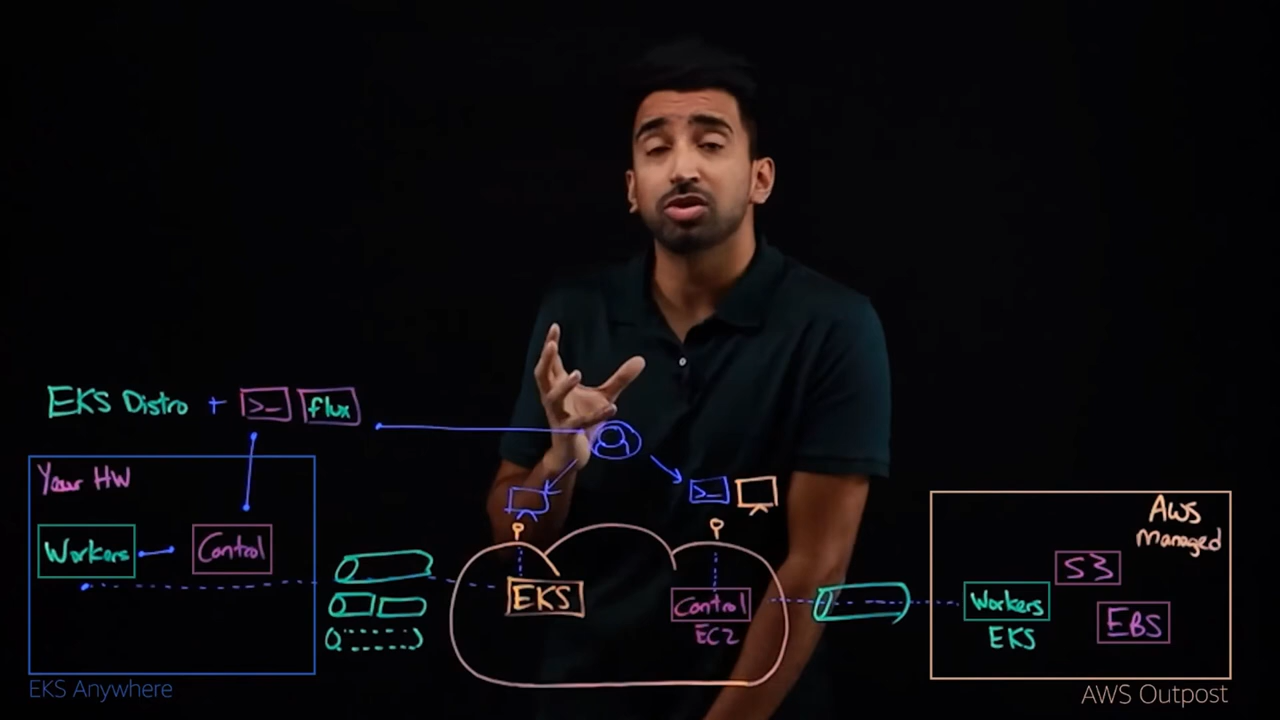 EKS Distro + >_ flux
Your HW
Workers
Control
EKS Anywhere
>_
EKS
Control
EC2
AWS
Managed
S3
Workers
EKS
EBS
AWS Outpost